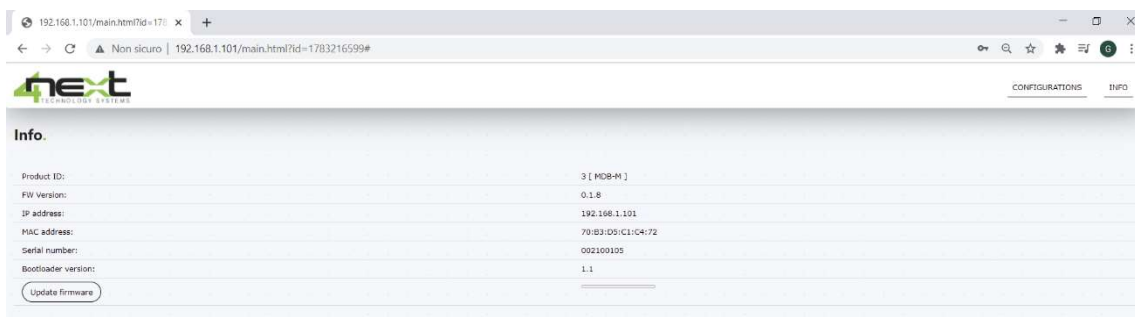 192.168.1.101/main.html?id=178
Non sicuro | 192.168.1.101/main.html?id=1783216599#
G
4next
TECHNOLOGY SYSTEMS
CONFIGURATIONS INFO
Info.
Product ID: 3 [ MDB-M ]
FW Version: 0.1.8
IP address: 192.168.1.101
MAC address: 70:B3:D5:C1:C4:72
Serial number: 002100105
Bootloader version: 1.1
Update firmware